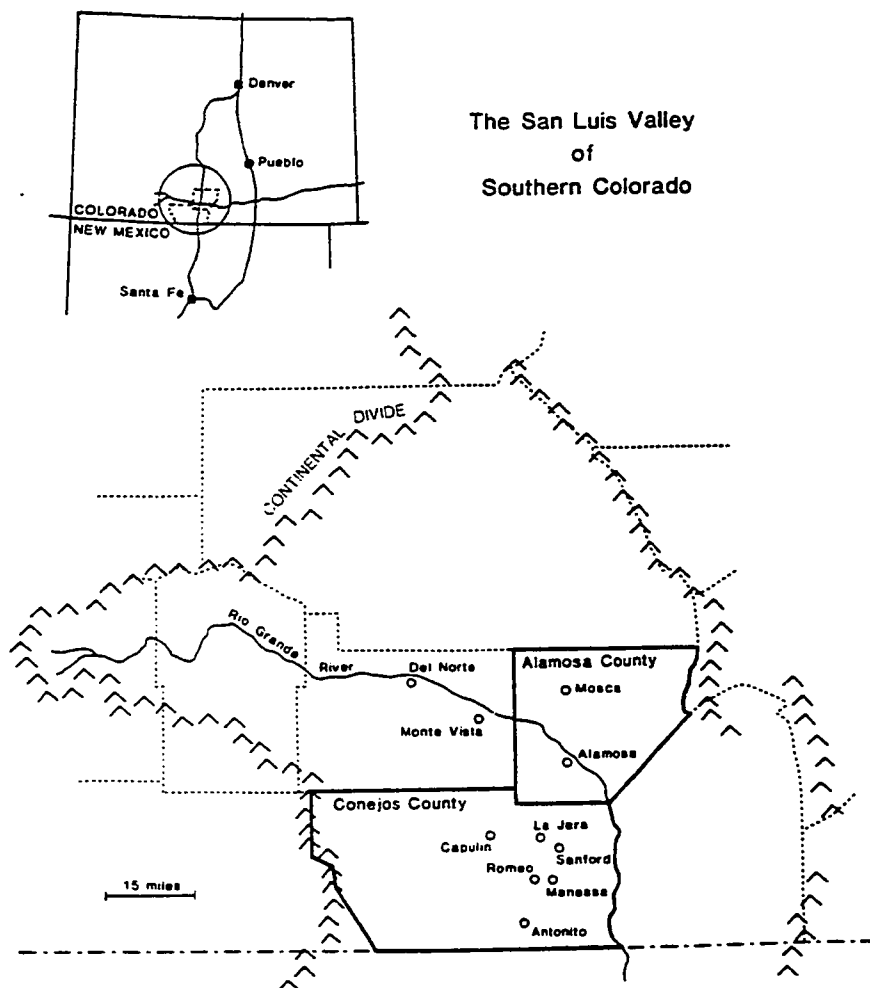 Denver
Pueblo
COLORADO
NEW MEXICO
Santa Fe
The San Luis Valley
of
Southern Colorado
CONTINENTAL DIVIDE
Rio Grande
River
Del Norte
Monte Vista
Alamosa County
Mosca
Alamosa
Conejos County
La Jara
Capulin
Sanford
Romeo
Manassa
Antonito
15 miles